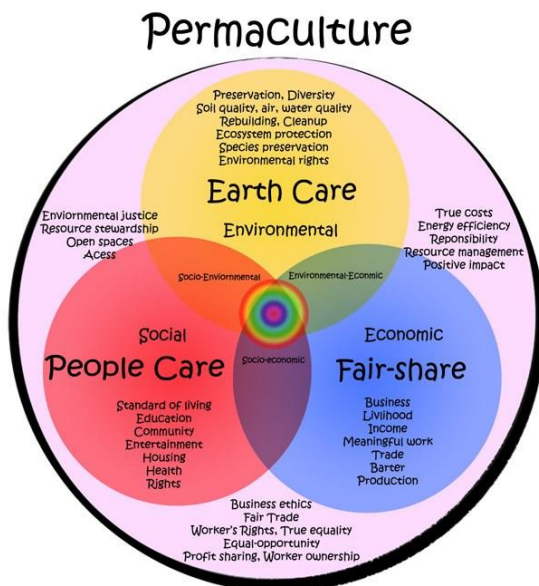 Permaculture
Preservation, Diversity
Soil quality, air, water quality
Rebuilding, Cleanup
Ecosystem protection
Species preservation
Environmental rights
Earth Care
Environmental
Enviornmental justice
Resource stewardship
Open spaces
Acess
True costs
Energy efficiency
Reponsibility
Resource management
Positive impact
Socio-Enviornmental
Environmental-Econmic
Social
People Care
Socio-economic
Economic
Fair-share
Standard of living
Education
Community
Entertainment
Housing
Health
Rights
Business
Livlihood
Income
Meaningful work
Trade
Barter
Production
Business ethics
Fair Trade
Worker's Rights, True equality
Equal-opportunity
Profit sharing, Worker ownership